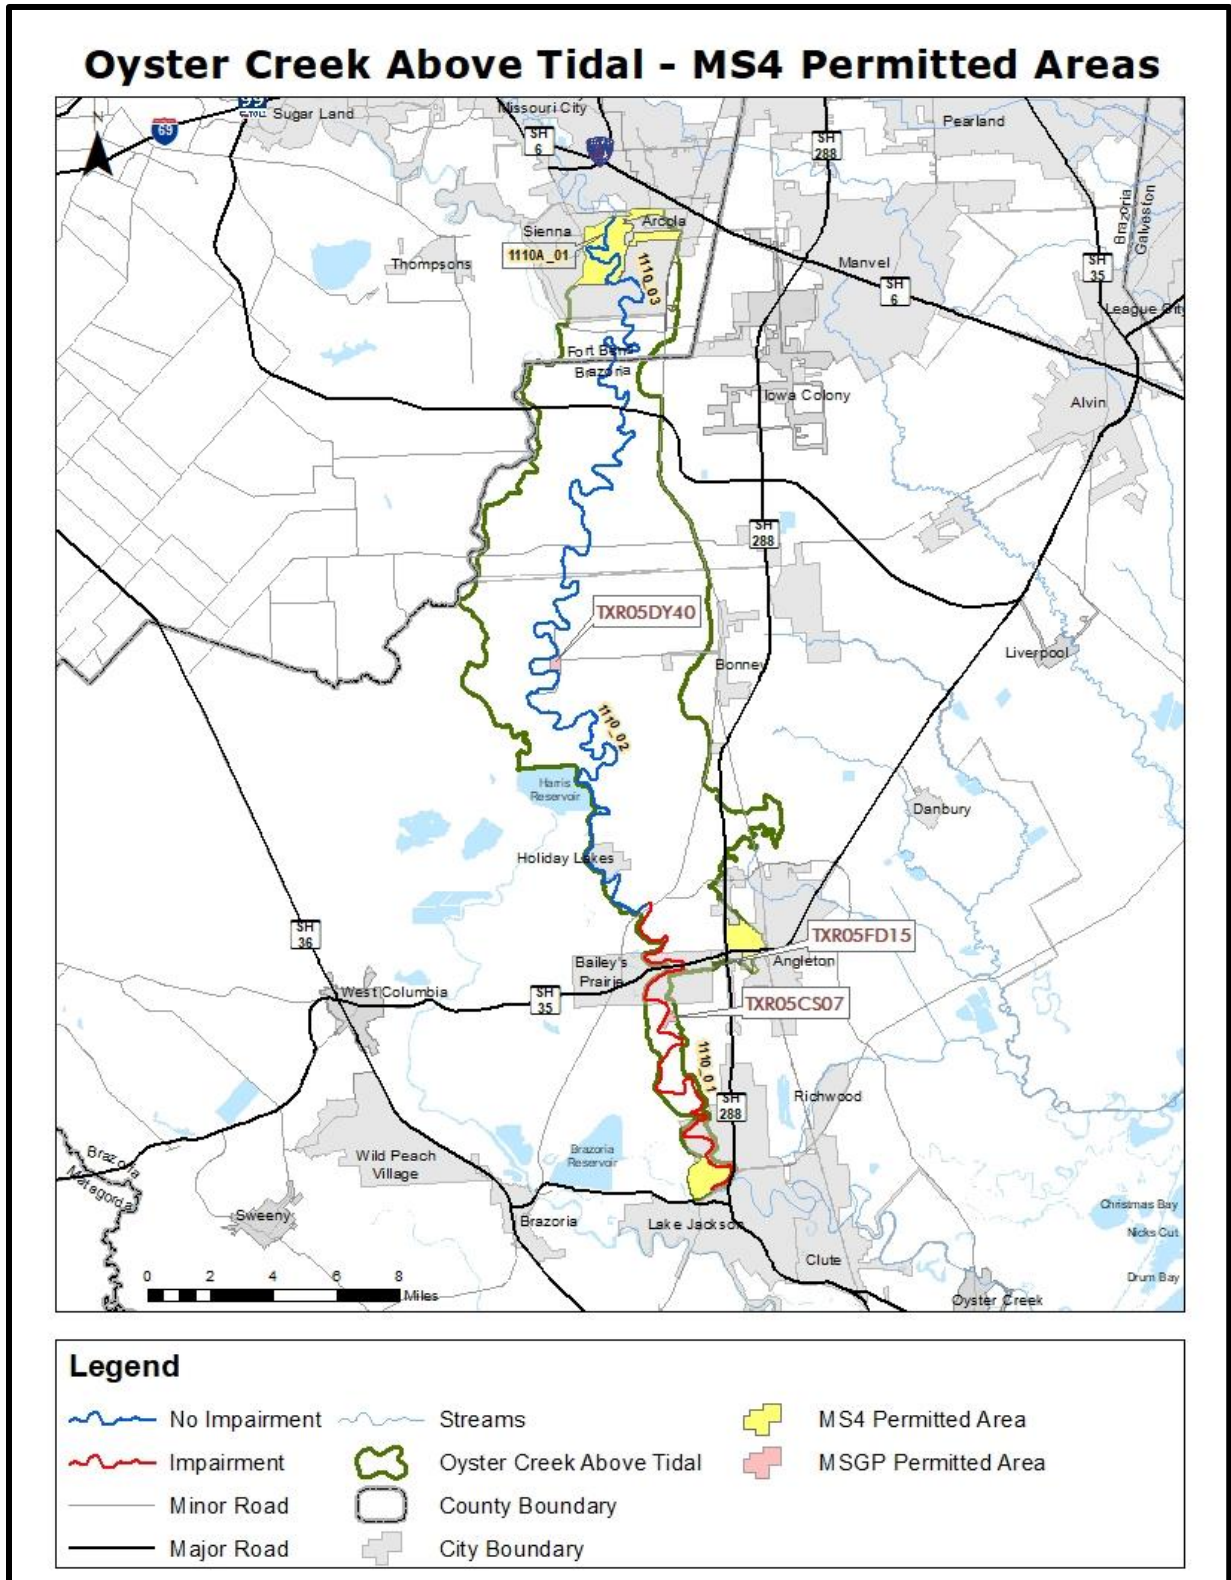 Oyster Creek Above Tidal - MS4 Permitted Areas
99
Sugar Land
Missouri City
Pearland
N
69
SH
6
SH
288
Brazoria
Galveston
Sienna
Arcola
1110A_01
1110_03
Thompsons
Manvel
SH
35
SH
6
League City
Fort Bend
Brazoria
Iowa Colony
Alvin
SH
288
TXR05DY40
Liverpool
Bonney
1110_02
Harris
Reservoir
Danbury
Holiday Lakes
SH
36
TXR05FD15
Bailey's
Prairie
Angleton
West Columbia
SH
35
TXR05CS07
1110_01
Richwood
SH
288
Brazoria
Matagorda
Wild Peach
Village
Brazoria
Reservoir
Sweeny
Brazoria
Lake Jackson
Christmas Bay
Nicks Cut
Clute
Drum Bay
0 2 4 6 8
Miles
Oyster Creek
Legend
No Impairment
Streams
MS4 Permitted Area
Impairment
Oyster Creek Above Tidal
MSGP Permitted Area
Minor Road
County Boundary
Major Road
City Boundary